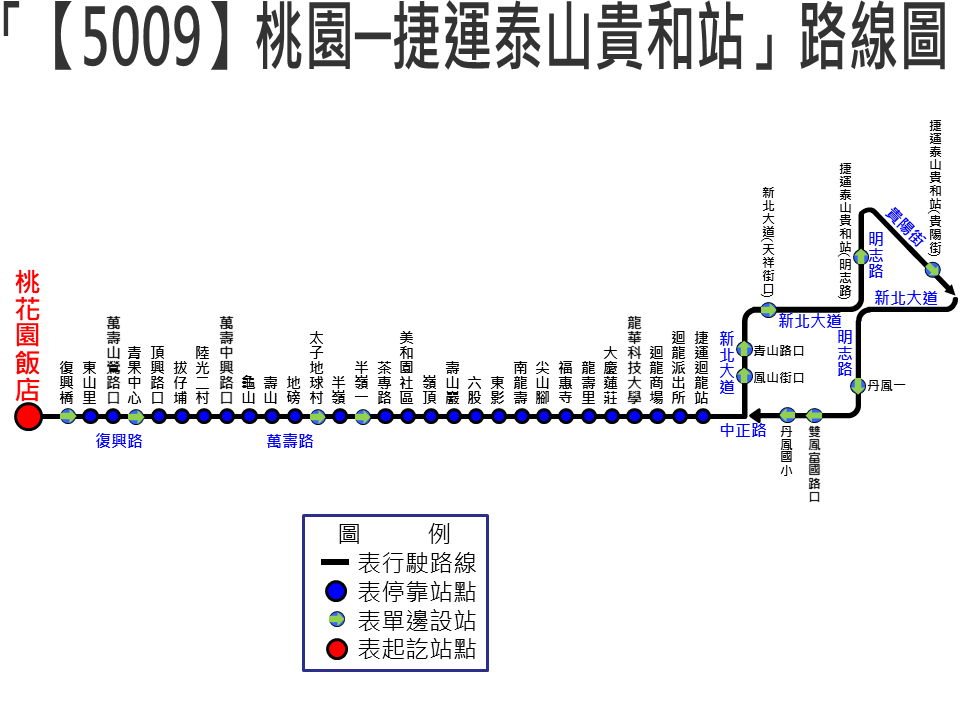 「【5009】桃園─捷運泰山貴和站」路線圖
桃花園飯店
復興橋
東山里
萬壽山鶯路口
青果中心
頂興路口
拔仔埔
陸光二村
萬壽中興路口
龜山
壽山
地磅
太子地球村
半嶺
半嶺一
茶專路
美和園社區
嶺頂
壽山巖
六股
東影
南龍壽
尖山腳
福惠寺
龍壽里
大慶蓮莊
龍華科技大學
迴龍商場
迴龍派出所
捷運迴龍站
復興路
萬壽路
新北大道
鳳山街口
青山路口
新北大道(天祥街口)
新北大道
捷運泰山貴和站(明志路)
明志路
貴陽街
捷運泰山貴和站(貴陽街)
新北大道
明志路
丹鳳一
雙鳳富國路口
丹鳳國小
中正路
圖 例
表行駛路線
表停靠站點
表單邊設站
表起訖站點